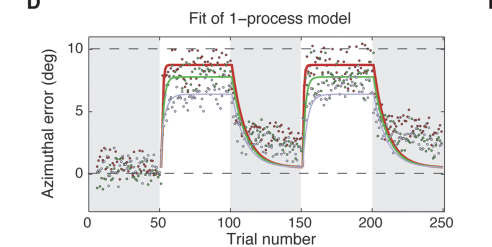 Fit of 1−process model
10
5
0
Azimuthal error (deg)
0 50 100 150 200 250
Trial number